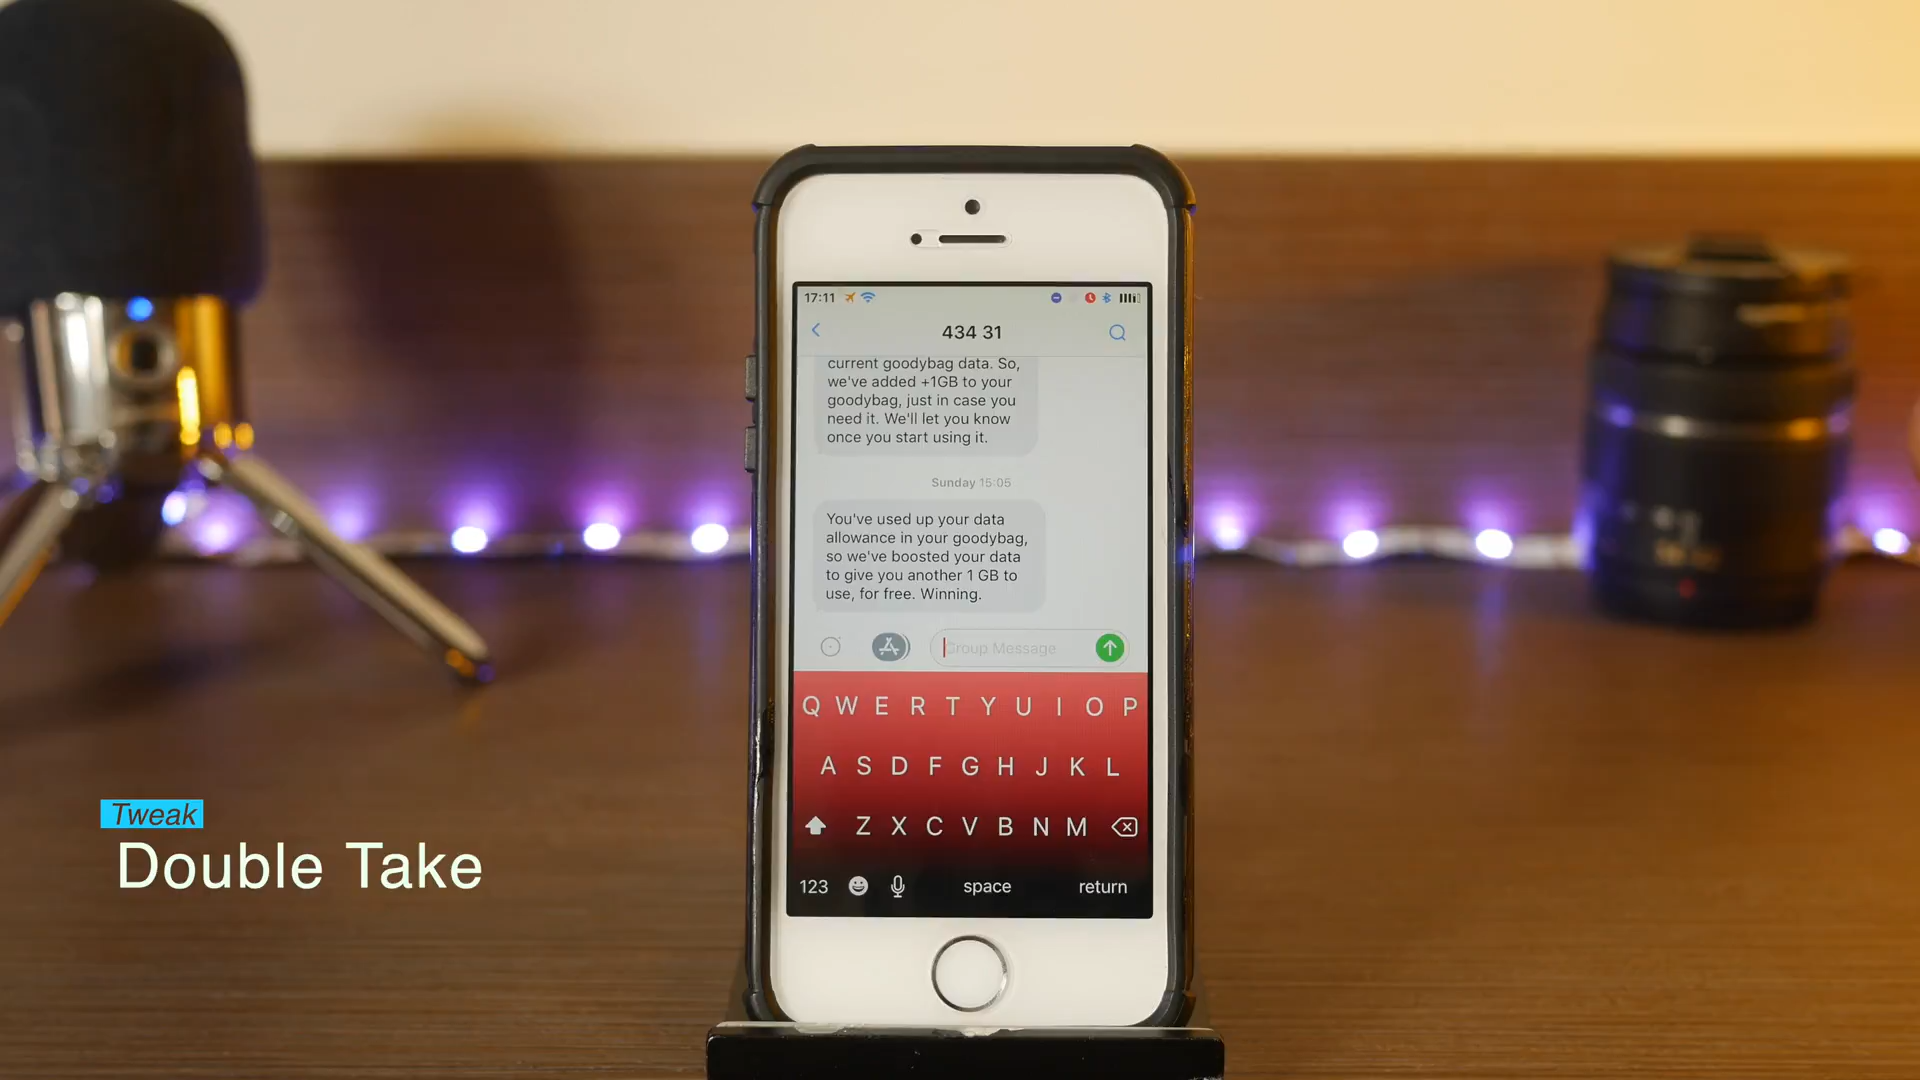 17:11
434 31
current goodybag data. So,
we've added +1GB to your
goodybag, just in case you
need it. We'll let you know
once you start using it.
Sunday 15:05
You've used up your data
allowance in your goodybag,
so we've boosted your data
to give you another 1 GB to
use, for free. Winning.
Group Message
Q W E R T Y U I O P
A S D F G H J K L
Z X C V B N M
123 space return
Tweak
Double Take